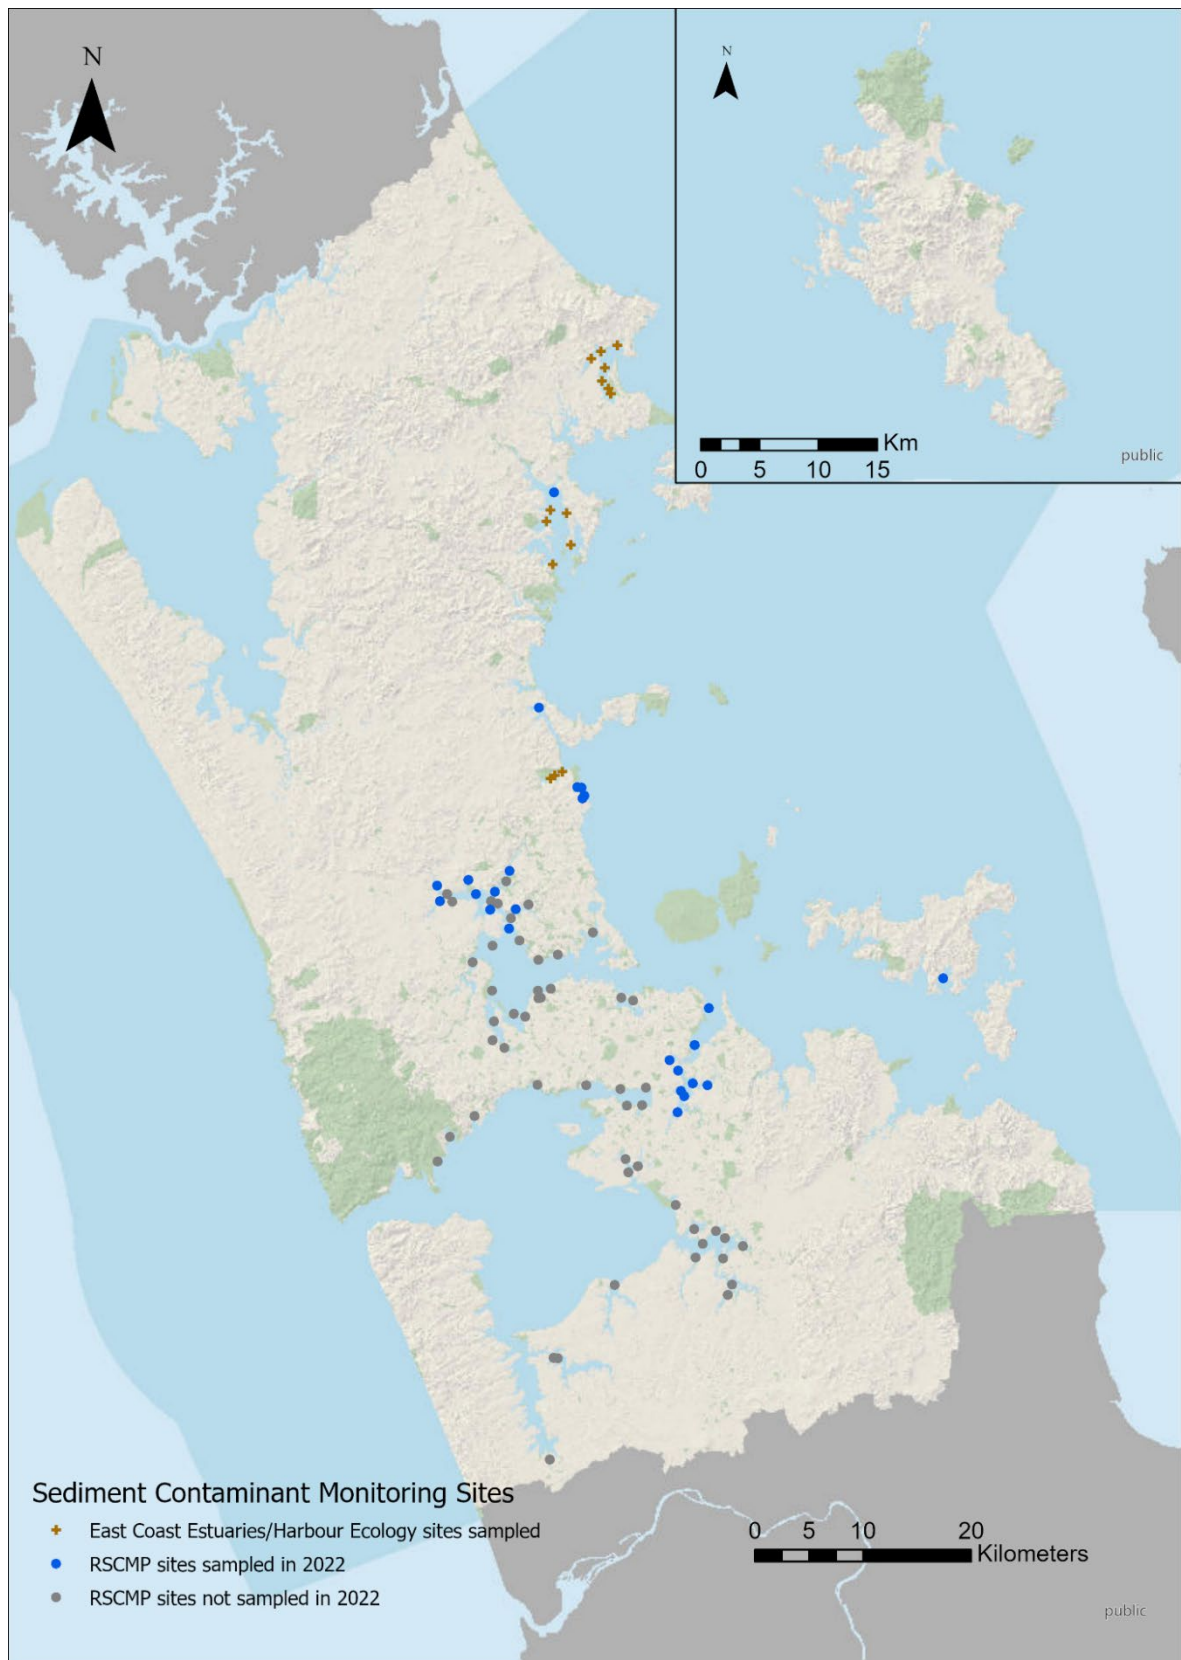 N
N
Km
0 5 10 15
public
Sediment Contaminant Monitoring Sites
East Coast Estuaries/Harbour Ecology sites sampled
RSCMP sites sampled in 2022
RSCMP sites not sampled in 2022
0 5 10 20
Kilometers
public